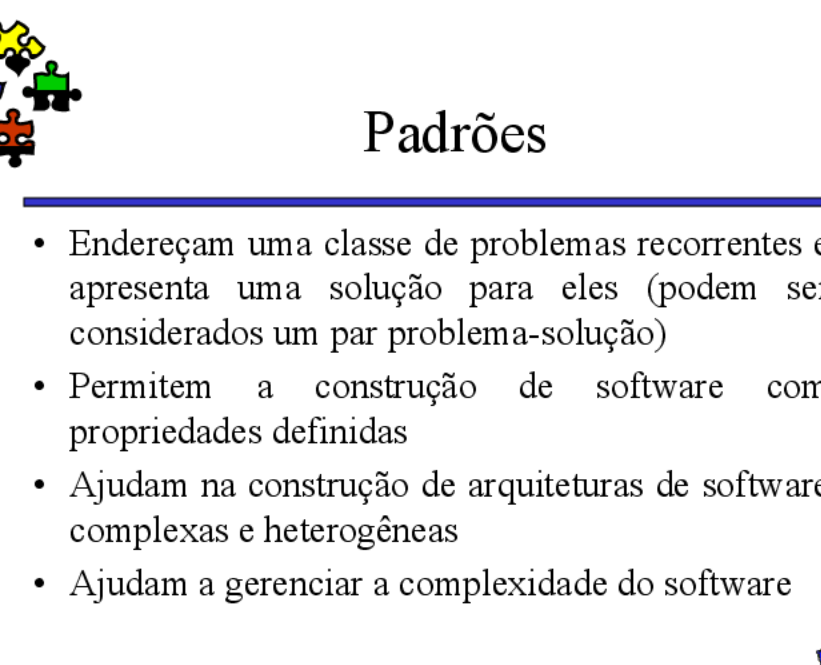 Padrões
• Endereçam uma classe de problemas recorrentes e
apresenta uma solução para eles (podem ser
considerados um par problema-solução)
• Permitem a construção de software com
propriedades definidas
• Ajudam na construção de arquiteturas de software
complexas e heterogêneas
• Ajudam a gerenciar a complexidade do software